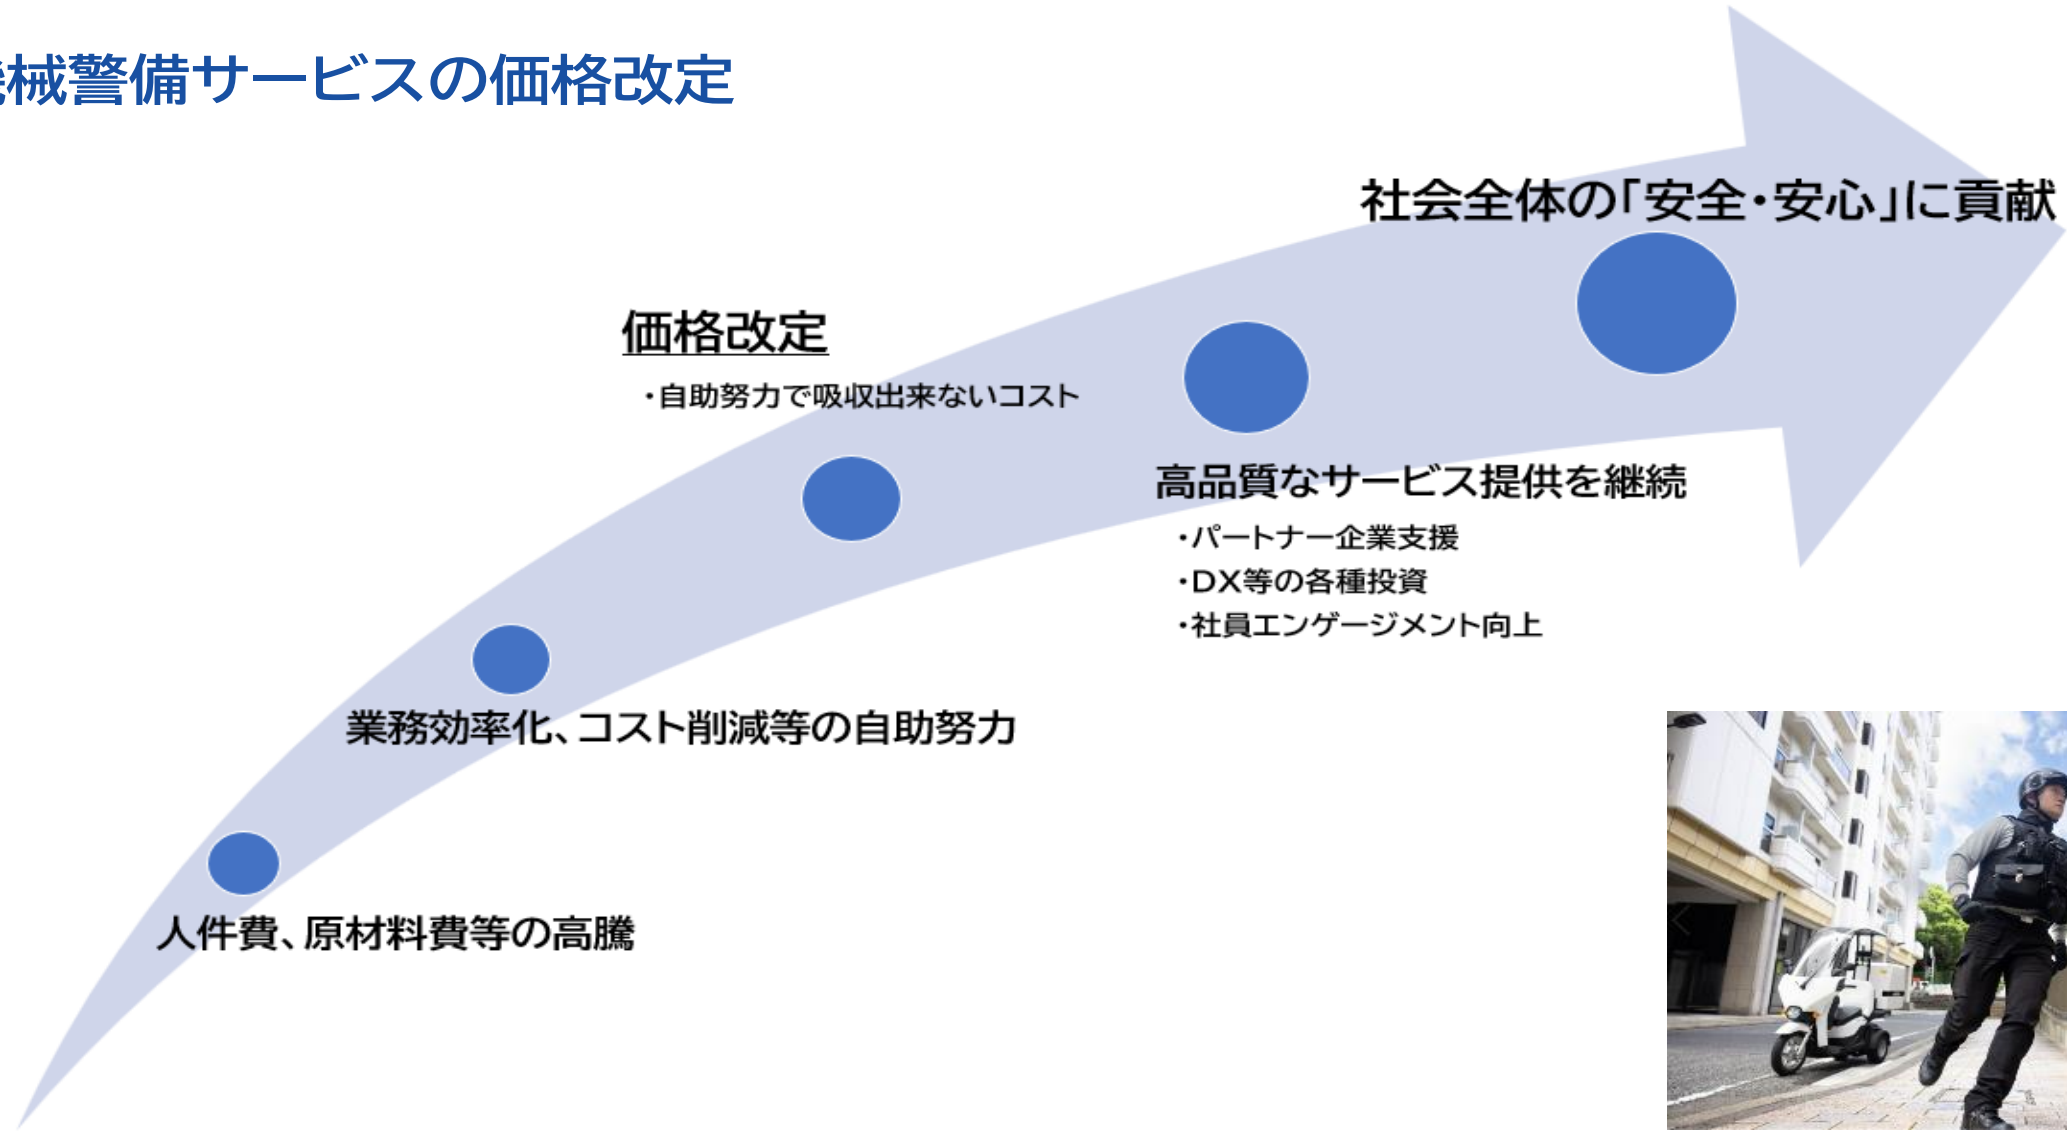 械警備サービスの価格改定
社会全体の「安全・安心」に貢献
価格改定
・自助努力で吸収出来ないコスト
高品質なサービス提供を継続
・パートナー企業支援
・DX等の各種投資
・社員エンゲージメント向上
業務効率化、コスト削減等の自助努力
人件費、原材料費等の高騰